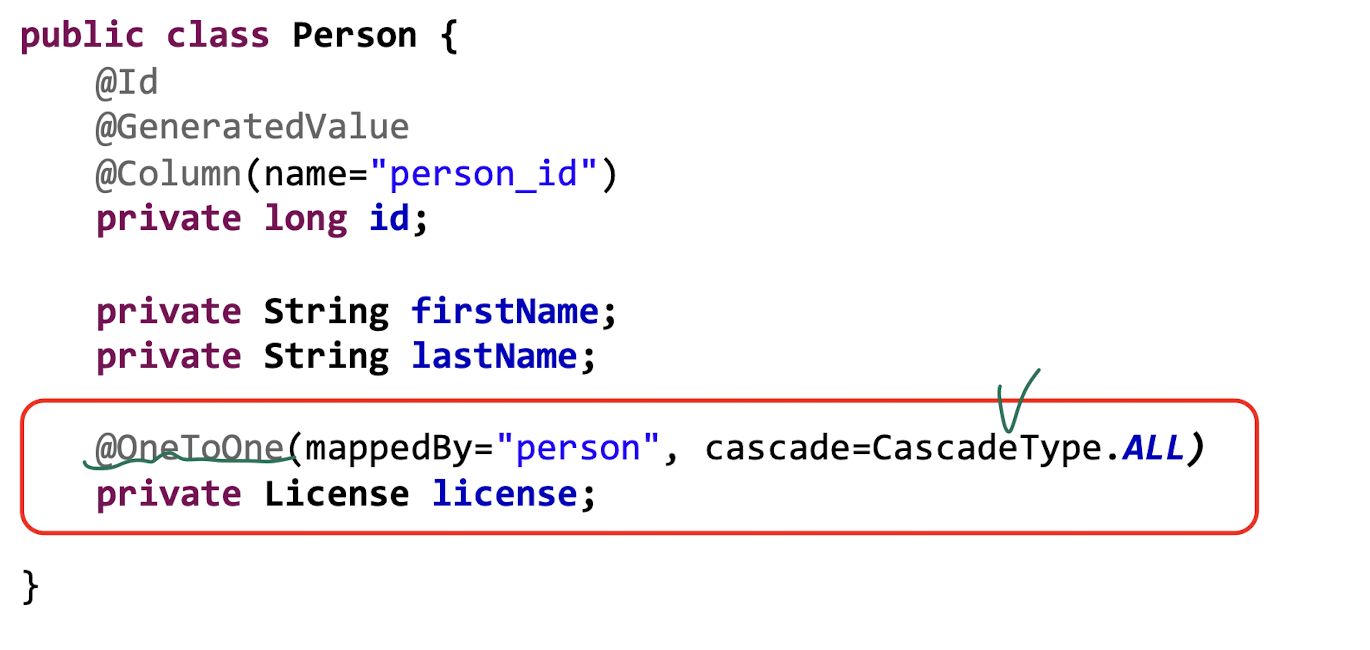 public class Person {
@Id
@GeneratedValue
@Column(name="person_id")
private long id;
private String firstName;
private String lastName;
@OneToOne(mappedBy="person", cascade=CascadeType.ALL)
private License license;
}